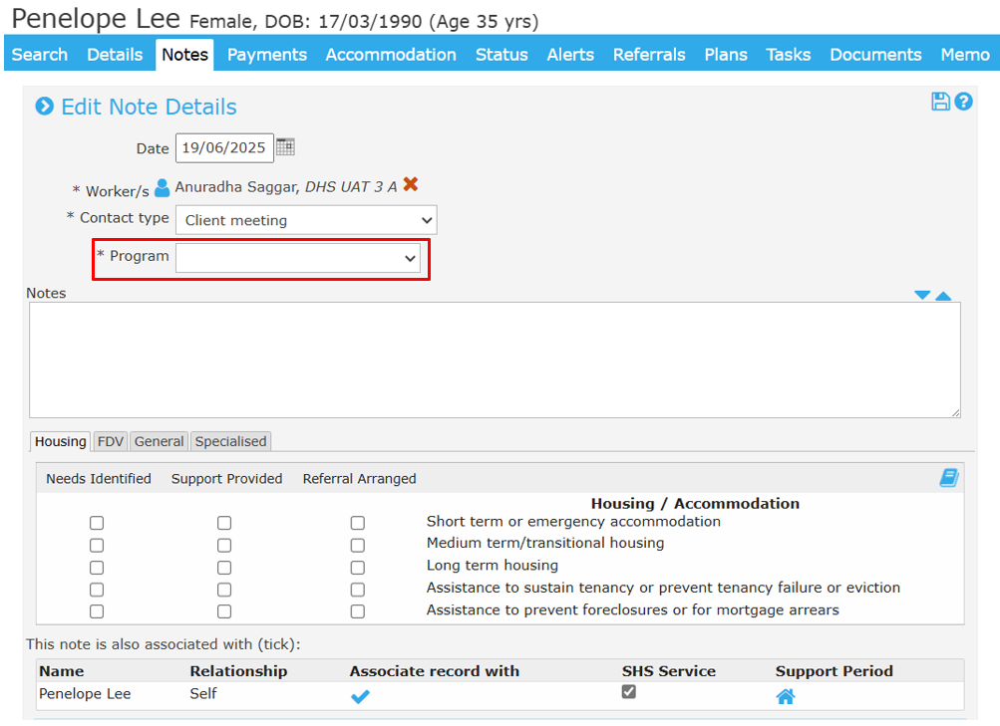 Penelope Lee Female, DOB: 17/03/1990 (Age 35 yrs)
Search Details Notes Payments Accommodation Status Alerts Referrals Plans Tasks Documents Memo
Edit Note Details
Date 19/06/2025
* Worker/s Anuradha Saggar, DHS UAT 3 A
* Contact type Client meeting
* Program
Notes
Housing FDV General Specialised
Needs Identified Support Provided Referral Arranged
Housing / Accommodation
Short term or emergency accommodation
Medium term/transitional housing
Long term housing
Assistance to sustain tenancy or prevent tenancy failure or eviction
Assistance to prevent foreclosures or for mortgage arrears
This note is also associated with (tick):
Name Relationship Associate record with SHS Service Support Period
Penelope Lee Self